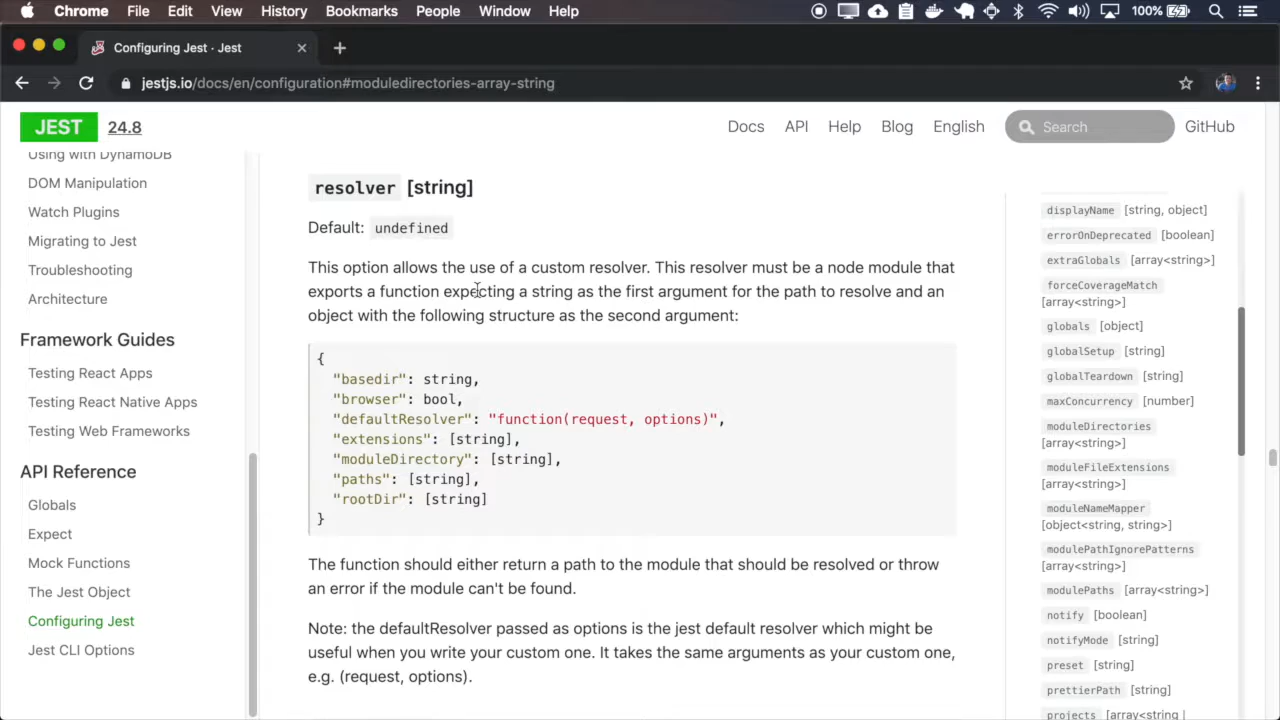 Chrome File Edit View History Bookmarks People Window Help 100%
Configuring Jest · Jest
jestjs.io/docs/en/configuration#moduledirectories-array-string
JEST 24.8 Docs API Help Blog English Search GitHub
Using with DynamoDB
DOM Manipulation
Watch Plugins
Migrating to Jest
Troubleshooting
Architecture
Framework Guides
Testing React Apps
Testing React Native Apps
Testing Web Frameworks
API Reference
Globals
Expect
Mock Functions
The Jest Object
Configuring Jest
Jest CLI Options
resolver [string]
Default: undefined
This option allows the use of a custom resolver. This resolver must be a node module that
exports a function expecting a string as the first argument for the path to resolve and an
object with the following structure as the second argument:
{
"basedir": string,
"browser": bool,
"defaultResolver": "function(request, options)",
"extensions": [string],
"moduleDirectory": [string],
"paths": [string],
"rootDir": [string]
}
The function should either return a path to the module that should be resolved or throw
an error if the module can't be found.
Note: the defaultResolver passed as options is the jest default resolver which might be
useful when you write your custom one. It takes the same arguments as your custom one,
e.g. (request, options).
displayName [string, object]
errorOnDeprecated [boolean]
extraGlobals [array<string>]
forceCoverageMatch
[array<string>]
globals [object]
globalSetup [string]
globalTeardown [string]
maxConcurrency [number]
moduleDirectories
[array<string>]
moduleFileExtensions
[array<string>]
moduleNameMapper
[object<string, string>]
modulePathIgnorePatterns
[array<string>]
modulePaths [array<string>]
notify [boolean]
notifyMode [string]
preset [string]
prettierPath [string]
projects [array<string |